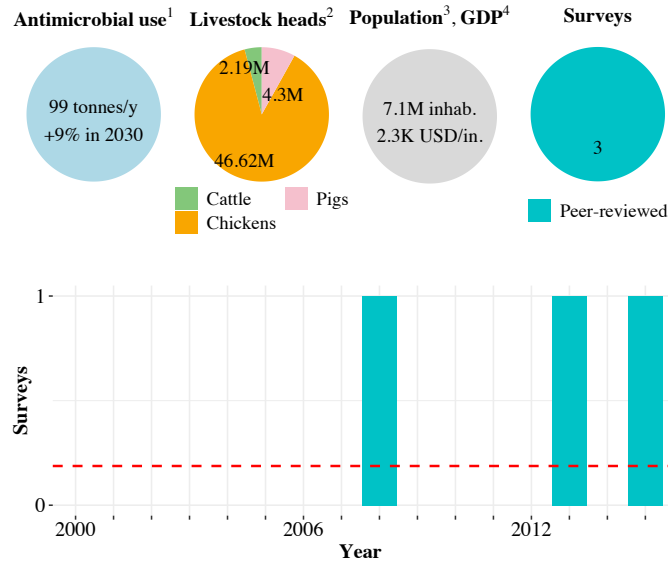 Antimicrobial use¹ Livestock heads² Population³, GDP⁴ Surveys
99 tonnes/y
+9% in 2030
2.19M
4.3M
46.62M
7.1M inhab.
2.3K USD/in.
3
Cattle Pigs
Chickens
Peer-reviewed
1
Surveys
0
2000 2006 2012
Year